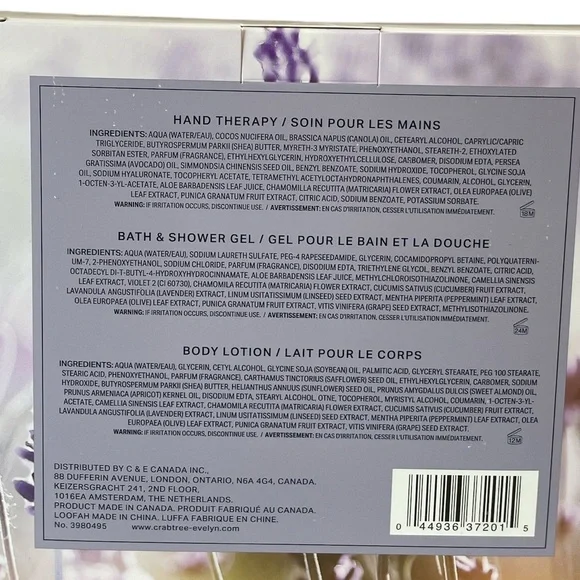 HAND THERAPY / SOIN POUR LES MAINS
INGREDIENTS: AQUA (WATER/EAU), COCOS NUCIFERA OIL, BRASSICA NAPUS (CANOLA) OIL, CETEARYL ALCOHOL, CAPRYLIC/CAPRIC
TRIGLYCERIDE, BUTYROSPERMUM PARKII (SHEA) BUTTER, MYRETH-3 MYRISTATE, PHENOXYETHANOL, STEARETH-2, ETHOXYLATED
SORBITAN ESTER, PARFUM (FRAGRANCE), ETHYLHEXYLGLYCERIN, HYDROXYETHYLCELLULOSE, CARBOMER, DISODIUM EDTA, PERSEA
GRATISSIMA (AVOCADO) OIL, SIMMONDSIA CHINENSIS SEED OIL, BENZYL BENZOATE, SODIUM HYDROXIDE, TOCOPHEROL, GLYCINE SOJA
OIL, SODIUM HYALURONATE, TOCOPHERYL ACETATE, TETRAMETHYL ACETYLOCTAHYDRONAPHTHALENES, COUMARIN, ALCOHOL, GLYCERIN,
1-OCTEN-3-YL-ACETATE, ALOE BARBADENSIS LEAF JUICE, CHAMOMILLA RECUTITA (MATRICARIA) FLOWER EXTRACT, OLEA EUROPAEA (OLIVE)
LEAF EXTRACT, PUNICA GRANATUM FRUIT EXTRACT, CITRIC ACID, SODIUM BENZOATE, POTASSIUM SORBATE.
WARNING: IF IRRITATION OCCURS, DISCONTINUE USE. / AVERTISSEMENT: EN CAS D'IRRITATION, CESSER L'UTILISATION IMMÉDIATEMENT.
18M
BATH & SHOWER GEL / GEL POUR LE BAIN ET LA DOUCHE
INGREDIENTS: AQUA (WATER/EAU), SODIUM LAURETH SULFATE, PEG-4 RAPESEEDAMIDE, GLYCERIN, COCAMIDOPROPYL BETAINE, POLYQUATERNI-
UM-7, 2-PHENOXYETHANOL, SODIUM CHLORIDE, PARFUM (FRAGRANCE), DISODIUM EDTA, TRIETHYLENE GLYCOL, BENZYL BENZOATE, CITRIC ACID,
OCTADECYL DI-T-BUTYL-4-HYDROXYHYDROCINNAMATE, ALOE BARBADENSIS LEAF JUICE, METHYLCHLOROISOTHIAZOLINONE, CAMELLIA SINENSIS
LEAF EXTRACT, VIOLET 2 (CI 60730), CHAMOMILLA RECUTITA (MATRICARIA) FLOWER EXTRACT, CUCUMIS SATIVUS (CUCUMBER) FRUIT EXTRACT,
LAVANDULA ANGUSTIFOLIA (LAVENDER) EXTRACT, LINUM USITATISSIMUM (LINSEED) SEED EXTRACT, MENTHA PIPERITA (PEPPERMINT) LEAF EXTRACT,
OLEA EUROPAEA (OLIVE) LEAF EXTRACT, PUNICA GRANATUM FRUIT EXTRACT, VITIS VINIFERA (GRAPE) SEED EXTRACT, METHYLISOTHIAZOLINONE.
WARNING: IF IRRITATION OCCURS, DISCONTINUE USE. / AVERTISSEMENT: EN CAS D'IRRITATION, CESSER L'UTILISATION IMMÉDIATEMENT.
24M
BODY LOTION / LAIT POUR LE CORPS
INGREDIENTS: AQUA (WATER/EAU), GLYCERIN, CETYL ALCOHOL, GLYCINE SOJA (SOYBEAN) OIL, PALMITIC ACID, GLYCERYL STEARATE, PEG 100 STEARATE,
STEARIC ACID, PHENOXYETHANOL, PARFUM (FRAGRANCE), CARTHAMUS TINCTORIUS (SAFFLOWER) SEED OIL, ETHYLHEXYLGLYCERIN, CARBOMER, SODIUM
HYDROXIDE, BUTYROSPERMUM PARKII (SHEA) BUTTER, HELIANTHUS ANNUUS (SUNFLOWER) SEED OIL, PRUNUS AMYGDALUS DULCIS (SWEET ALMOND) OIL,
PRUNUS ARMENIACA (APRICOT) KERNEL OIL, DISODIUM EDTA, STEARYL ALCOHOL, OTNE, TOCOPHEROL, MYRISTYL ALCOHOL, COUMARIN, 1-OCTEN-3-YL-
ACETATE, CAMELLIA SINENSIS LEAF EXTRACT, CHAMOMILLA RECUTITA (MATRICARIA) FLOWER EXTRACT, CUCUMIS SATIVUS (CUCUMBER) FRUIT EXTRACT,
LAVANDULA ANGUSTIFOLIA (LAVENDER) EXTRACT, LINUM USITATISSIMUM (LINSEED) SEED EXTRACT, MENTHA PIPERITA (PEPPERMINT) LEAF EXTRACT, OLEA
EUROPAEA (OLIVE) LEAF EXTRACT, PUNICA GRANATUM FRUIT EXTRACT, VITIS VINIFERA (GRAPE) SEED EXTRACT.
WARNING: IF IRRITATION OCCURS, DISCONTINUE USE. / AVERTISSEMENT: EN CAS D'IRRITATION, CESSER L'UTILISATION IMMÉDIATEMENT.
12M
DISTRIBUTED BY C & E CANADA INC.,
88 DUFFERIN AVENUE, LONDON, ONTARIO, N6A 4G4, CANADA.
KEIZERSGRACHT 241, 2ND FLOOR,
1016EA AMSTERDAM, THE NETHERLANDS.
PRODUCT MADE IN CANADA. PRODUIT FABRIQUÉ AU CANADA.
LOOFAH MADE IN CHINA. LUFFA FABRIQUE EN CHINE.
No. 3980495 www.crabtree-evelyn.com
0 44936 37201 5